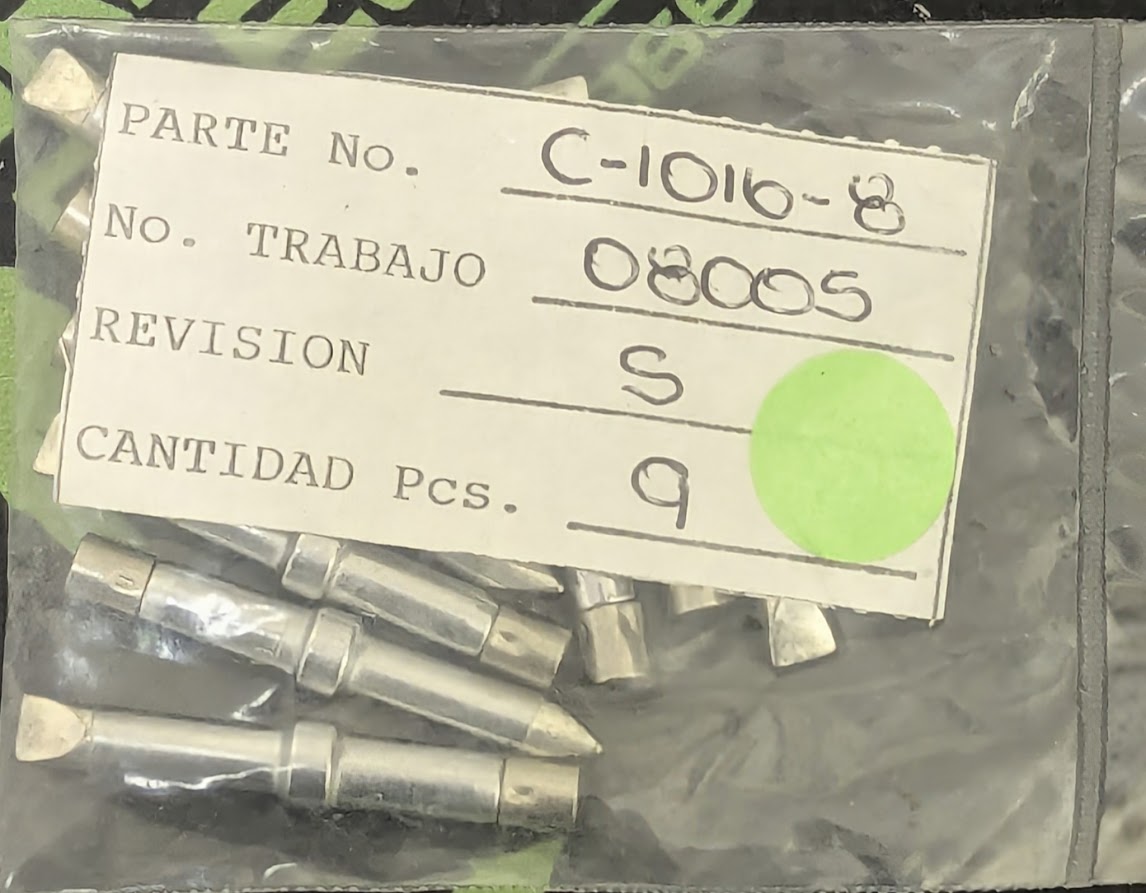 PARTE No. C-1016-8
No. TRABAJO 08005
REVISION S
CANTIDAD Pcs. 9